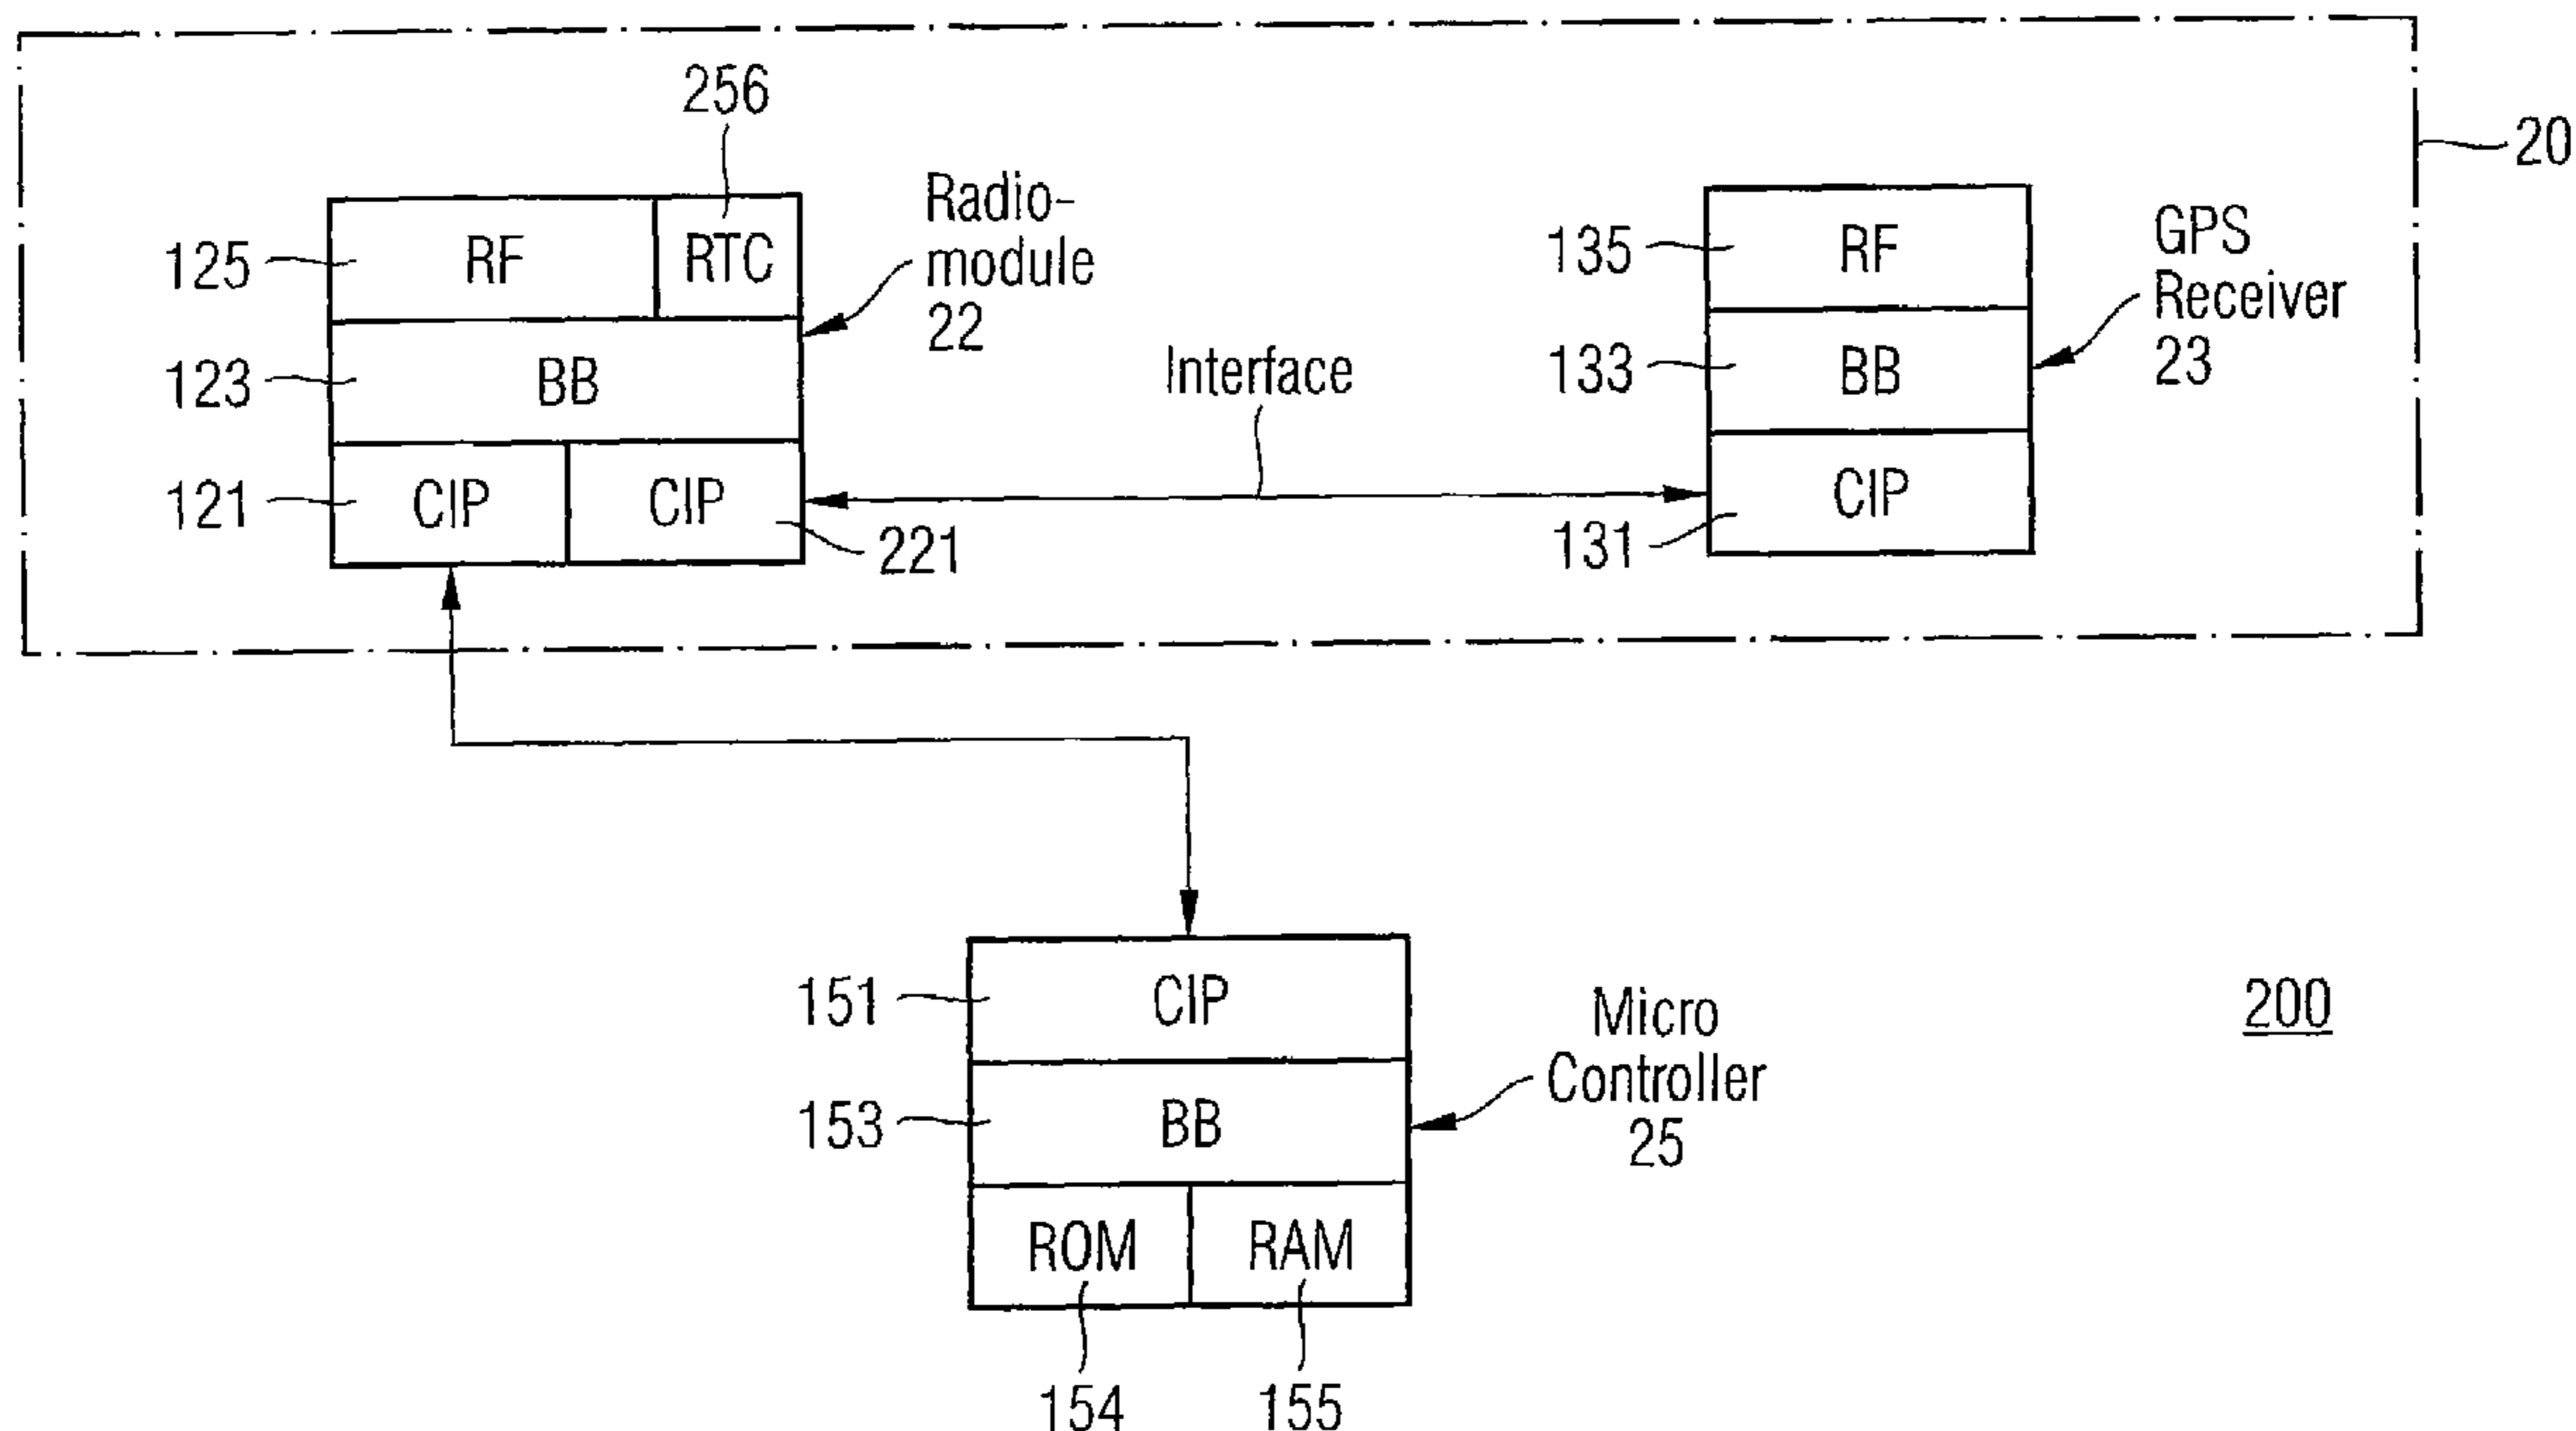 256
20
Radio-
module
22
125
RF
RTC
123
BB
121
CIP
CIP
221
Interface
GPS
Receiver
23
135
RF
133
BB
131
CIP
151
CIP
153
BB
ROM
RAM
154
155
Micro
Controller
25
200